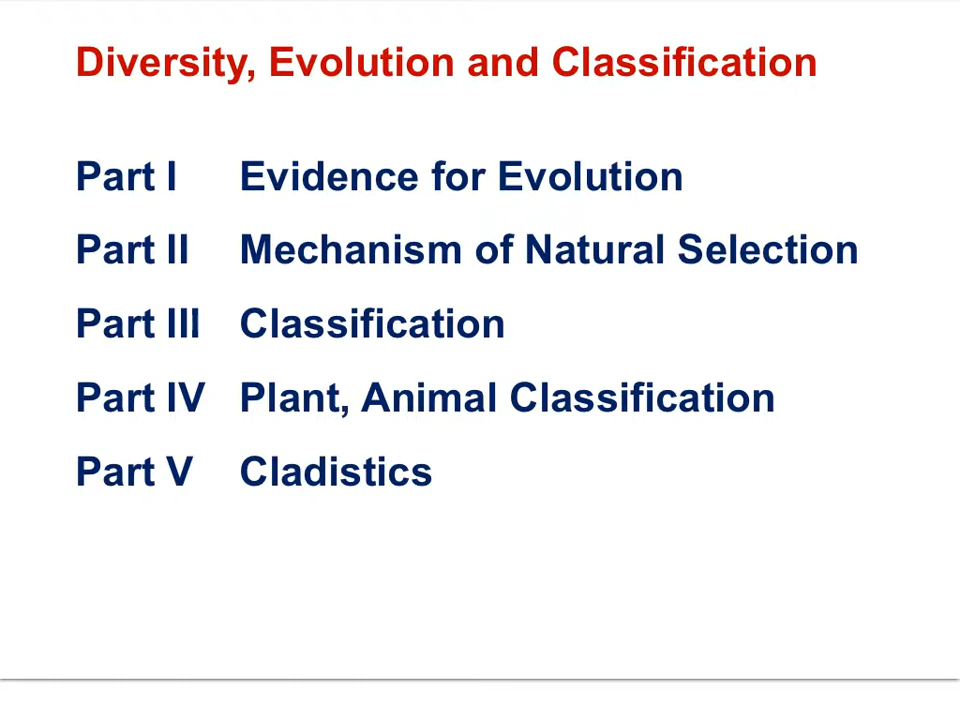 Diversity, Evolution and Classification
Part I Evidence for Evolution
Part II Mechanism of Natural Selection
Part III Classification
Part IV Plant, Animal Classification
Part V Cladistics